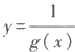 y = 1/g(x)